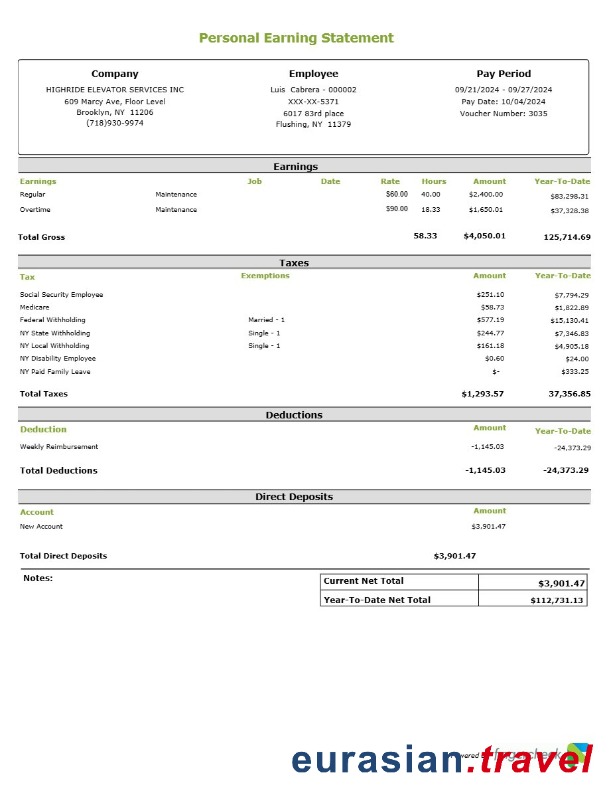 Personal Earning Statement
Company Employee Pay Period
HIGHRIDE ELEVATOR SERVICES INC Luis Cabrera - 000002 09/21/2024 - 09/27/2024
609 Marcy Ave, Floor Level XXX-XX-5371 Pay Date: 10/04/2024
Brooklyn, NY 11206 6017 83rd place Voucher Number: 3035
(718)930-9974 Flushing, NY 11379
Earnings
Earnings Job Date Rate Hours Amount Year-To-Date
Regular Maintenance $60.00 40.00 $2,400.00 $83,298.31
Overtime Maintenance $90.00 18.33 $1,650.01 $37,328.38
Total Gross 58.33 $4,050.01 125,714.69
Taxes
Tax Exemptions Amount Year-To-Date
Social Security Employee $251.10 $7,794.29
Medicare $58.73 $1,822.89
Federal Withholding Married - 1 $577.19 $15,130.41
NY State Withholding Single - 1 $244.77 $7,346.83
NY Local Withholding Single - 1 $161.18 $4,905.18
NY Disability Employee $0.60 $24.00
NY Paid Family Leave $- $333.25
Total Taxes $1,293.57 37,356.85
Deductions
Deduction Amount Year-To-Date
Weekly Reimbursement -1,145.03 -24,373.29
Total Deductions -1,145.03 -24,373.29
Direct Deposits
Account Amount
New Account $3,901.47
Total Direct Deposits $3,901.47
Notes:
Current Net Total $3,901.47
Year-To-Date Net Total $112,731.13
eurasian.travel